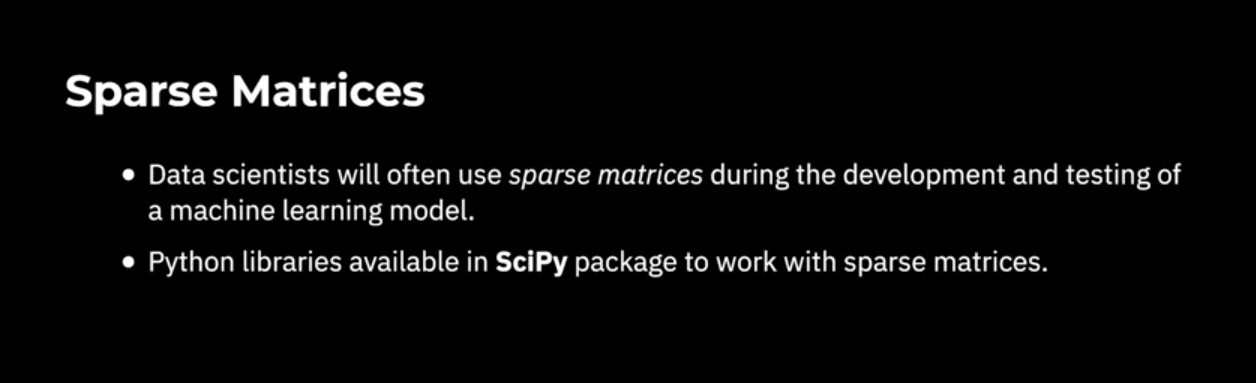 Sparse Matrices
• Data scientists will often use sparse matrices during the development and testing of
a machine learning model.
• Python libraries available in SciPy package to work with sparse matrices.